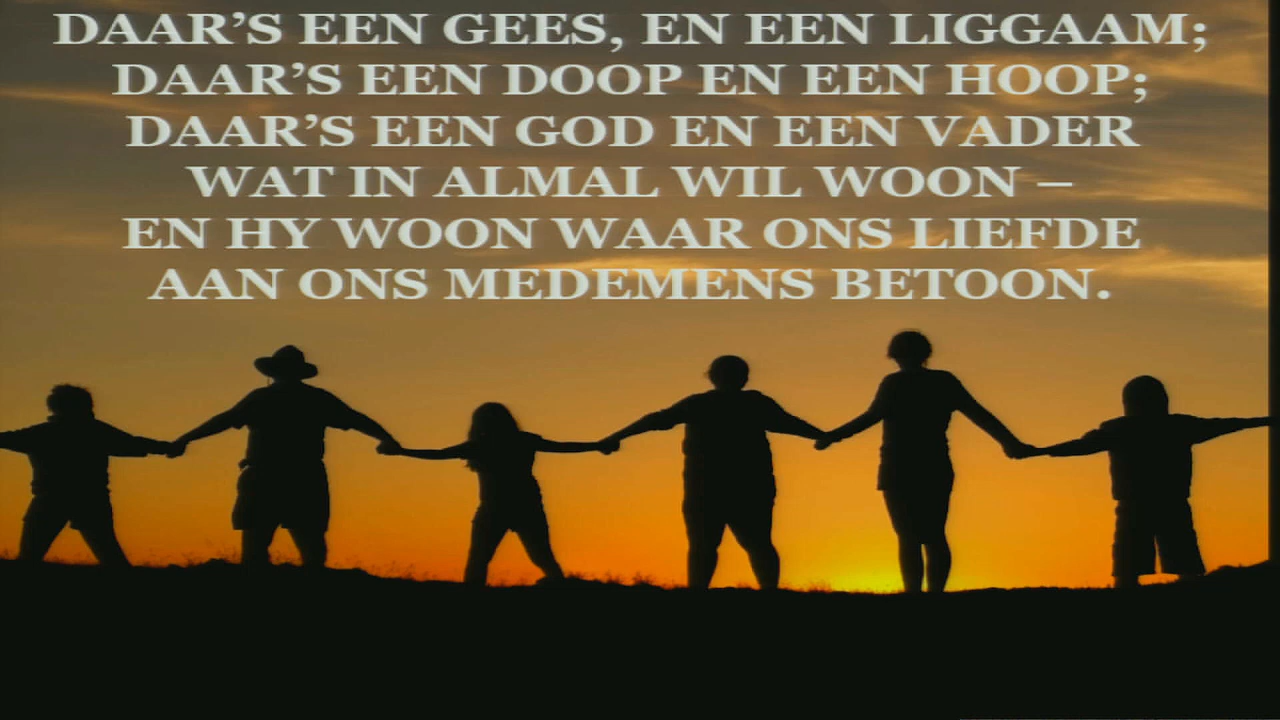 DAAR’S EEN GEES, EN EEN LIGGAAM;
DAAR’S EEN DOOP EN EEN HOOP;
DAAR’S EEN GOD EN EEN VADER
WAT IN ALMAL WIL WOON –
EN HY WOON WAAR ONS LIEFDE
AAN ONS MEDEMENS BETOON.